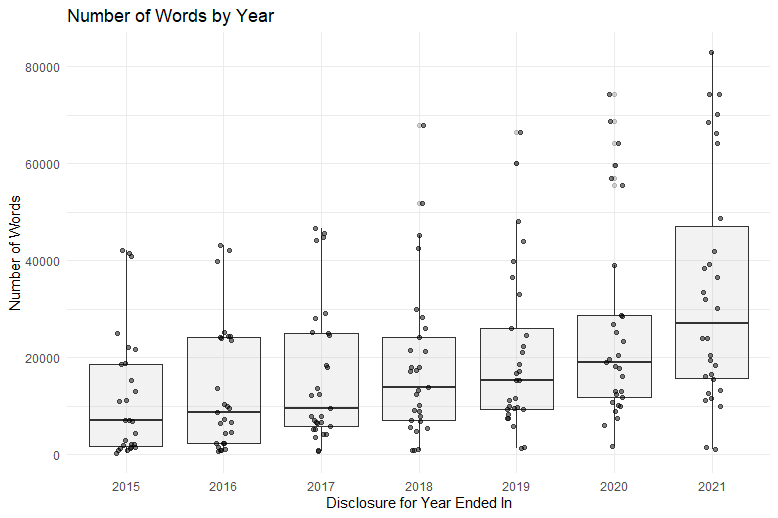 Number of Words by Year
Number of Words
80000
60000
40000
20000
0
2015 2016 2017 2018 2019 2020 2021
Disclosure for Year Ended In